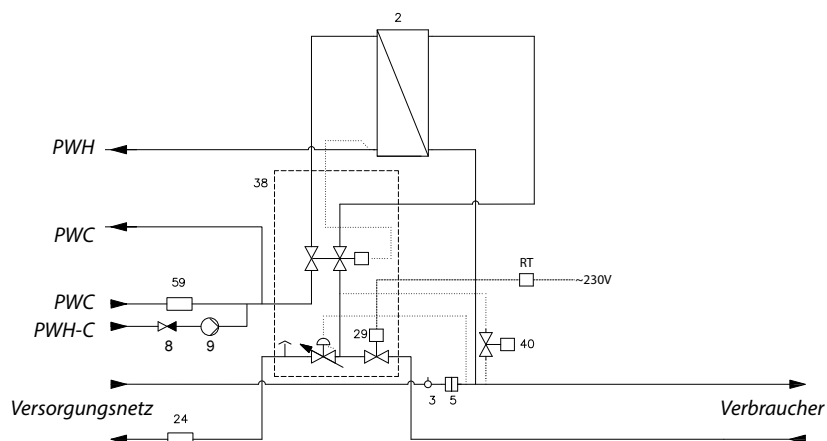 2
PWH
38
PWC
59
RT
~230V
PWC
PWH-C
8
9
29
40
3
5
Versorgungsnetz
24
Verbraucher